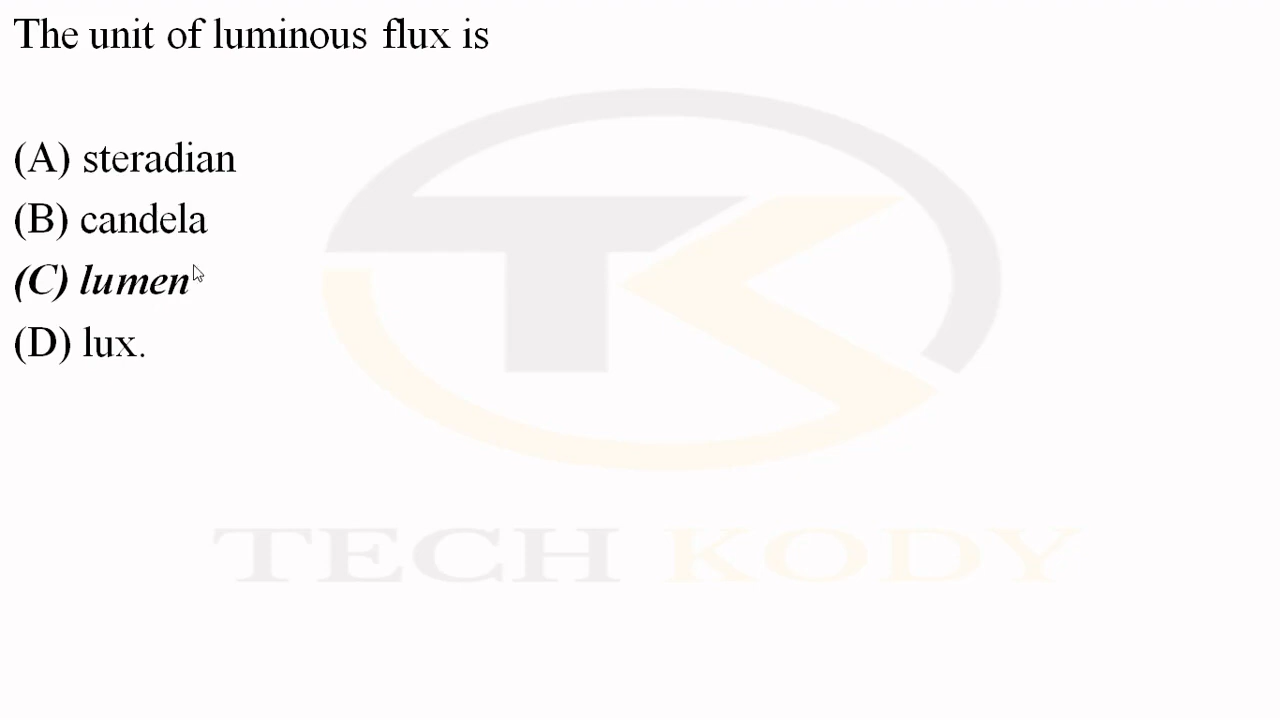 The unit of luminous flux is
(A) steradian
(B) candela
(C) lumen
(D) lux.
TECH KODY